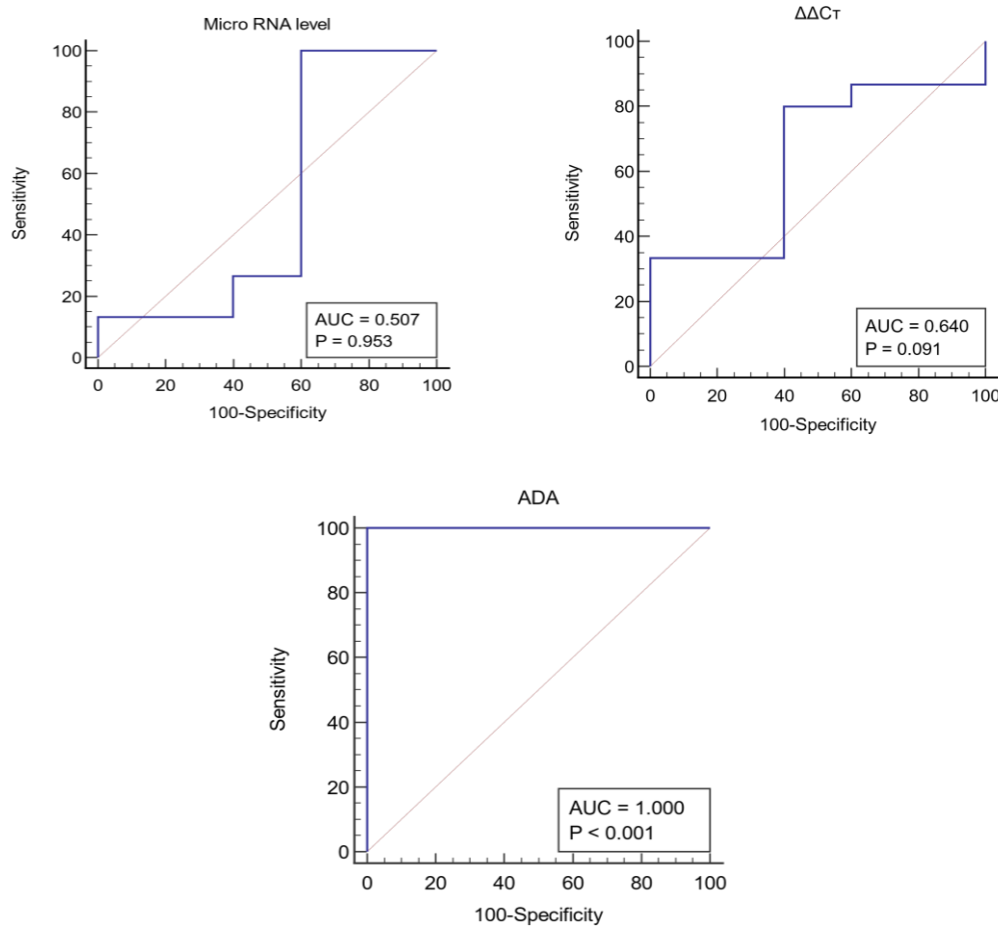 Micro RNA level
100
80
60
40
20
0
Sensitivity
AUC = 0.507
P = 0.953
0 20 40 60 80 100
100-Specificity
ΔΔCT
100
80
60
40
20
0
Sensitivity
AUC = 0.640
P = 0.091
0 20 40 60 80 100
100-Specificity
ADA
100
80
60
40
20
0
Sensitivity
AUC = 1.000
P < 0.001
0 20 40 60 80 100
100-Specificity